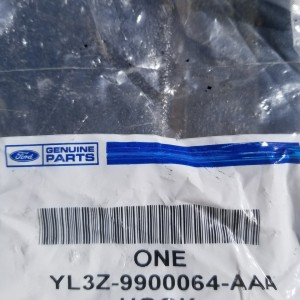 Ford
GENUINE
PARTS
ONE
YL3Z-9900064-AAA